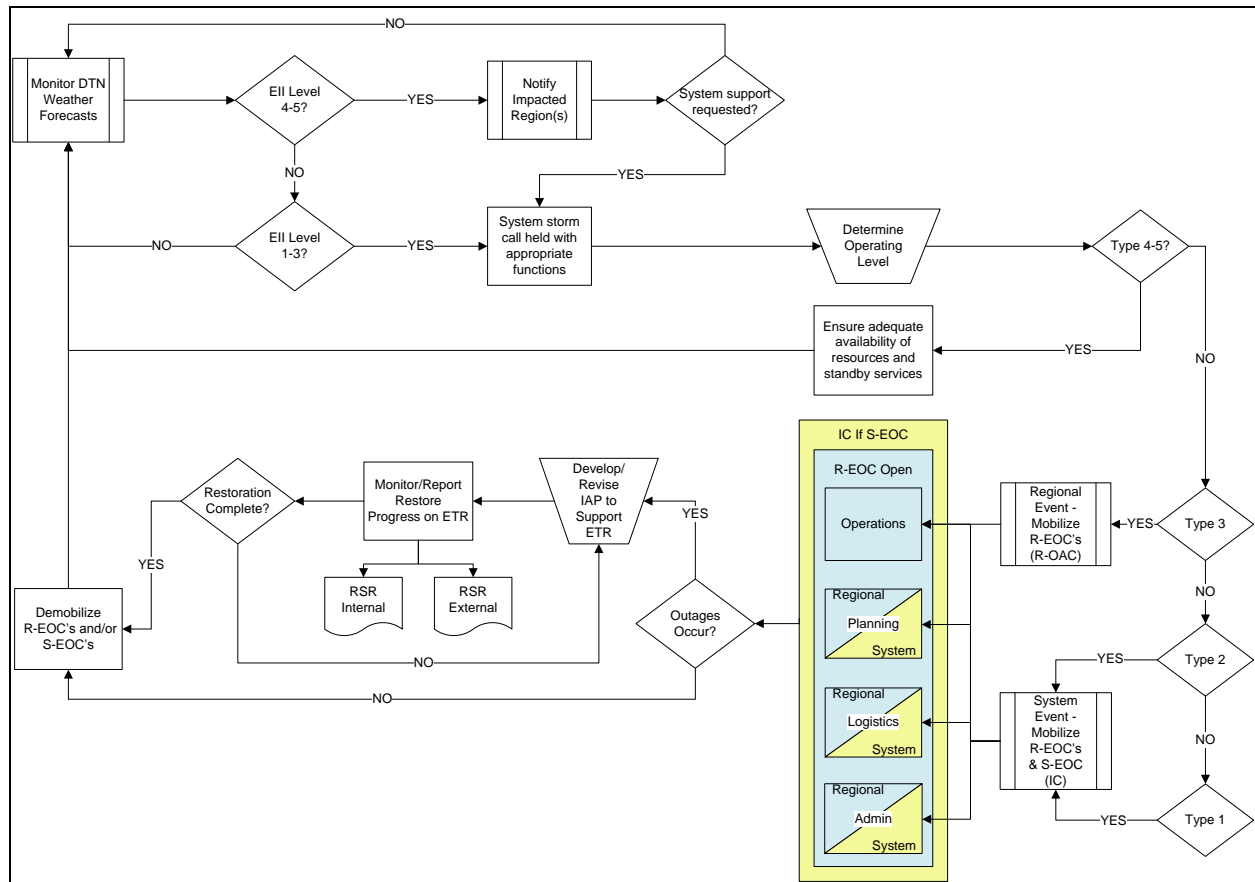 NO
Monitor DTN
Weather
Forecasts
EII Level
4-5?
YES
Notify
Impacted
Region(s)
System support
requested?
NO
YES
EII Level
1-3?
NO
YES
System storm
call held with
appropriate
functions
Determine
Operating
Level
Type 4-5?
Ensure adequate
availability of
resources and
standby services
YES
NO
IC If S-EOC
R-EOC Open
Operations
Regional
Planning
System
Regional
Logistics
System
Regional
Admin
System
Regional
Event -
Mobilize
R-EOC's
(R-OAC)
YES
Type 3
NO
Type 2
YES
System
Event -
Mobilize
R-EOC's
& S-EOC
(IC)
NO
YES
Type 1
Restoration
Complete?
Monitor/Report
Restore
Progress on ETR
Develop/
Revise
IAP to
Support
ETR
YES
RSR
Internal
RSR
External
YES
Outages
Occur?
Demobilize
R-EOC's and/or
S-EOC's
NO
NO